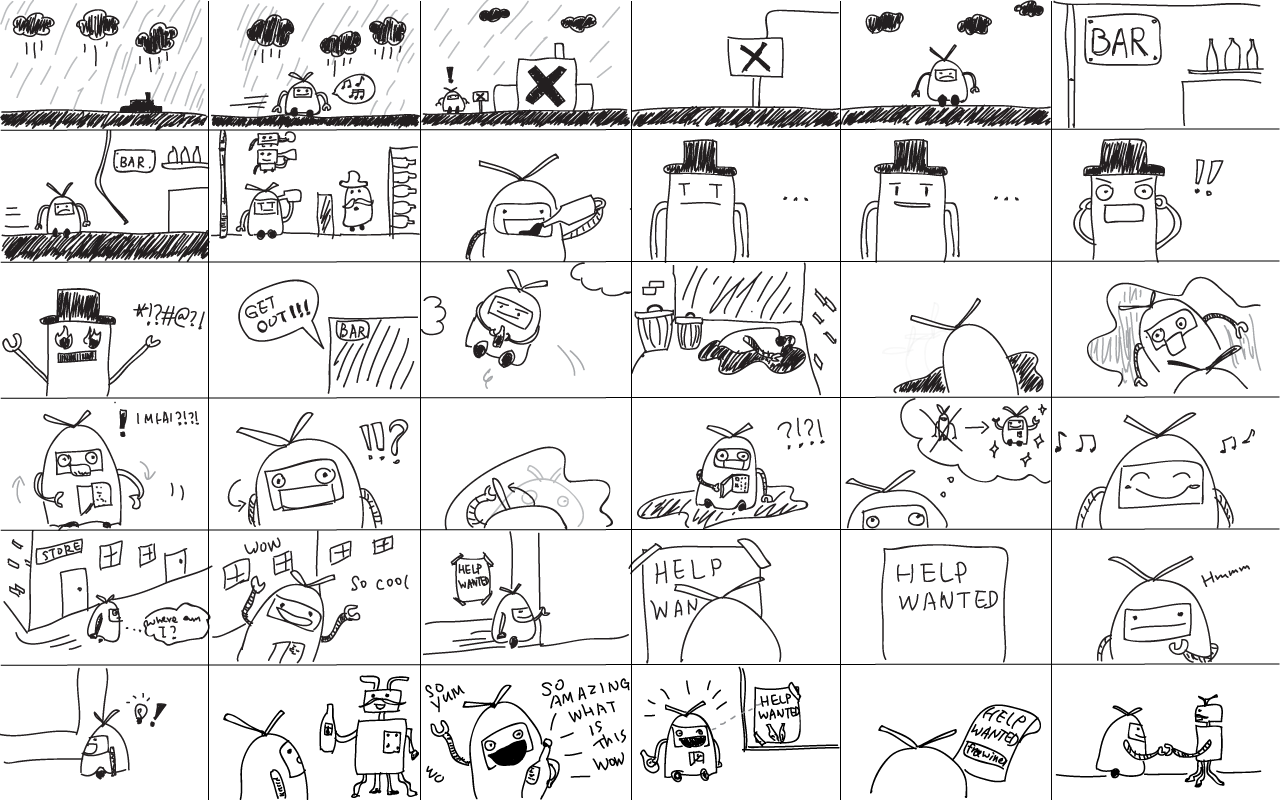 BAR
BAR
*!?#@?!
GET
OUT!!!
BAR
!
!!?
?!?!
STORE
where am
I?
WOW
SO COOL
HELP
WANTED
HELP
WAN
HELP
WANTED
Hmmm
SO
YUM
SO
AMAZING
WHAT
IS
THIS
WOW
WO
HELP
WANTED
HELP
WANTED